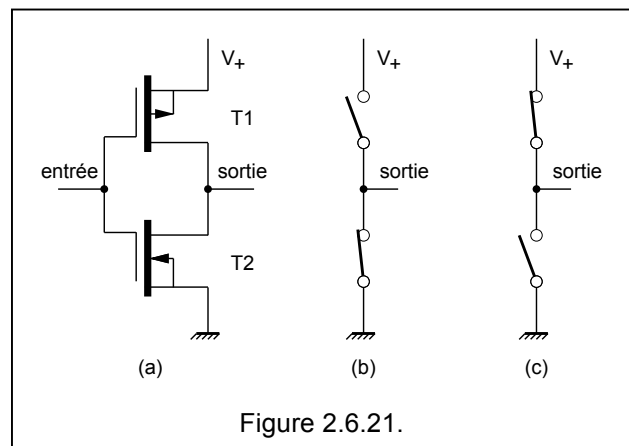 V+ V+ V+
T1
entrée sortie sortie sortie
T2
(a) (b) (c)
Figure 2.6.21.